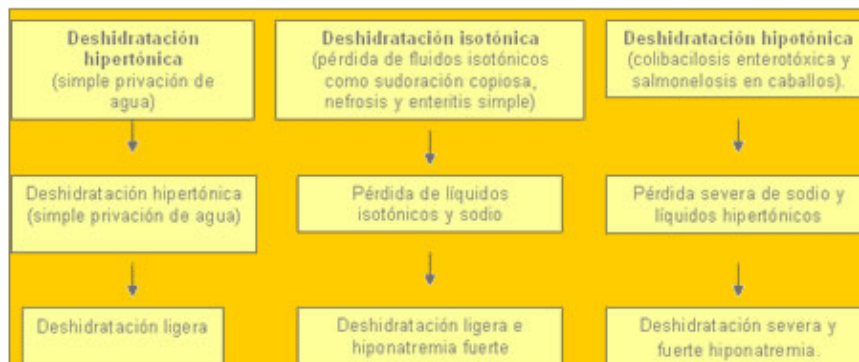 Deshidratación
hipertónica
(simple privación de
agua)
Deshidratación isotónica
(pérdida de fluidos isotónicos
como sudoración copiosa,
nefrosis y enteritis simple)
Deshidratación hipotónica
(colibacilosis enterotóxica y
salmonelosis en caballos).
Deshidratación hipertónica
(simple privación de agua)
Pérdida de líquidos
isotónicos y sodio
Pérdida severa de sodio y
líquidos hipertónicos
Deshidratación ligera
Deshidratación ligera e
hiponatremia fuerte
Deshidratación severa y
fuerte hiponatremia.